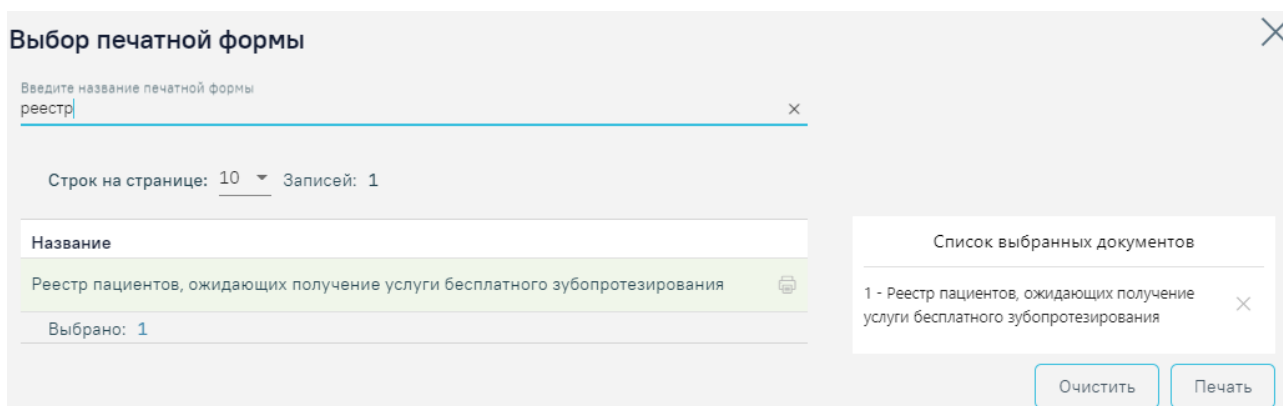 Выбор печатной формы
Введите название печатной формы
реестр
Строк на странице: 10 Записей: 1
Название
Реестр пациентов, ожидающих получение услуги бесплатного зубопротезирования
Выбрано: 1
Список выбранных документов
1 - Реестр пациентов, ожидающих получение
услуги бесплатного зубопротезирования
Очистить
Печать